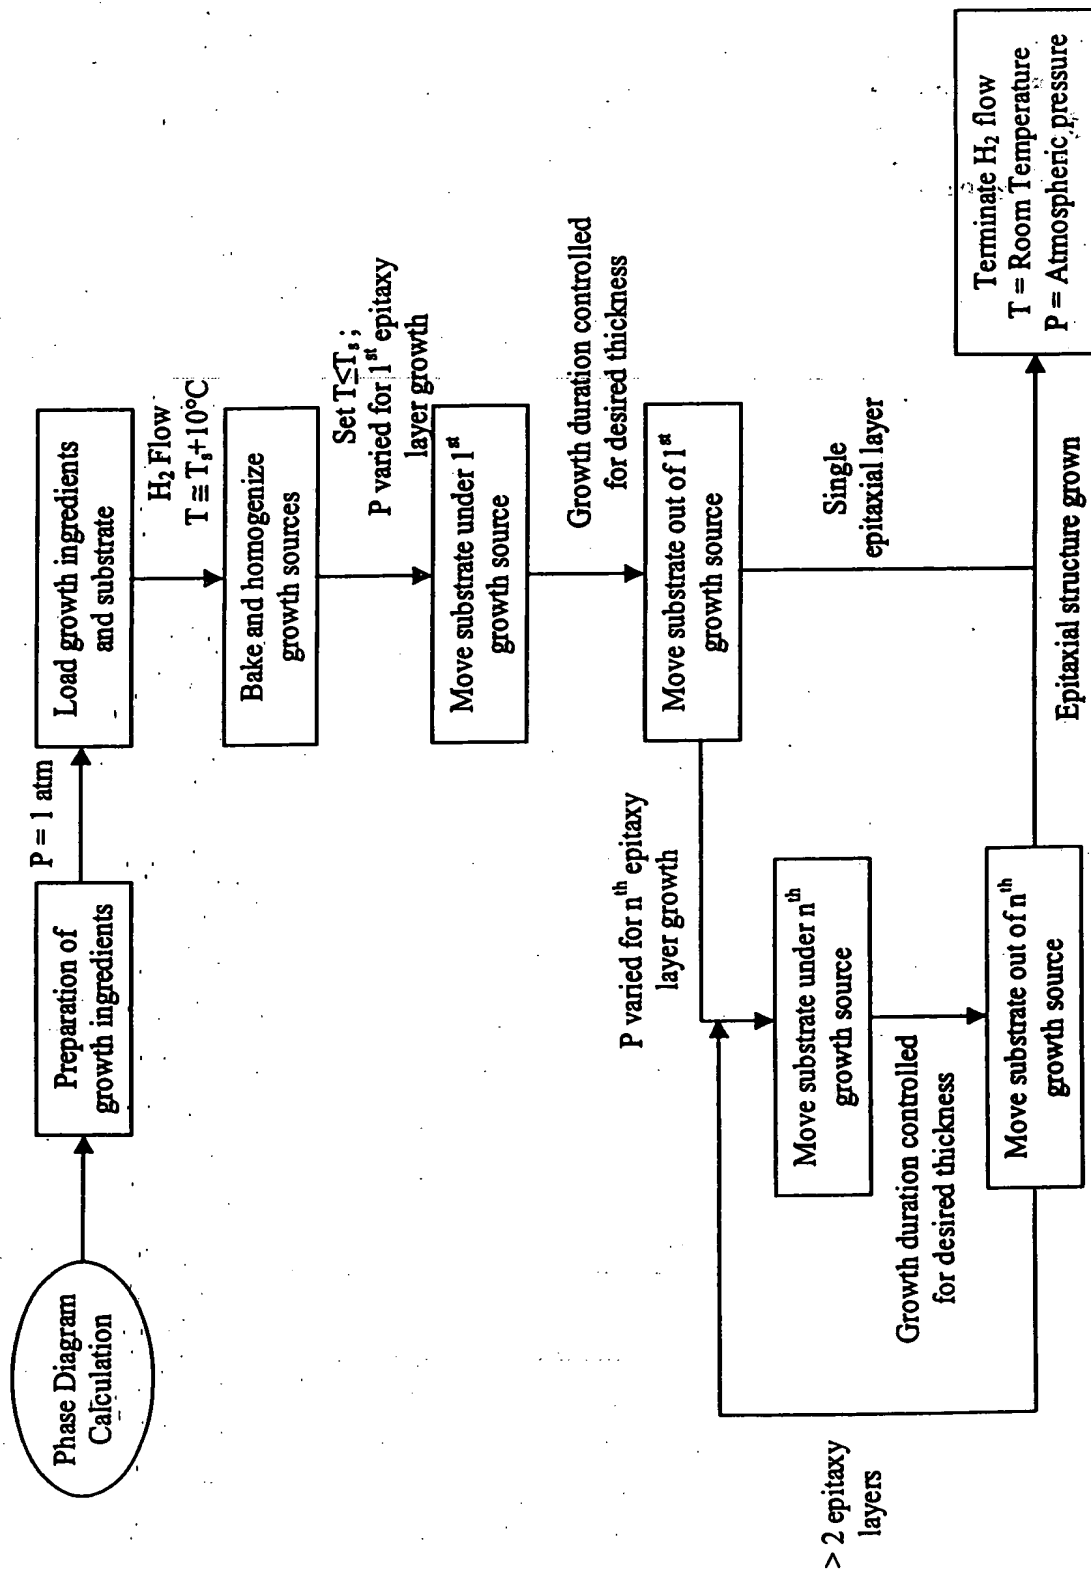 Phase Diagram
Calculation
Preparation of
growth ingredients
P = 1 atm
Load growth ingredients
and substrate
H₂ Flow
T ≅ Tₛ+10°C
Bake and homogenize
growth sources
Set T≤Tₛ;
P varied for 1ˢᵗ epitaxy
layer growth
Move substrate under 1ˢᵗ
growth source
Growth duration controlled
for desired thickness
Move substrate out of 1ˢᵗ
growth source
P varied for nᵗʰ epitaxy
layer growth
Single
epitaxial layer
Move substrate under nᵗʰ
growth source
Growth duration controlled
for desired thickness
Move substrate out of nᵗʰ
growth source
> 2 epitaxy
layers
Epitaxial structure grown
Terminate H₂ flow
T = Room Temperature
P = Atmospheric pressure